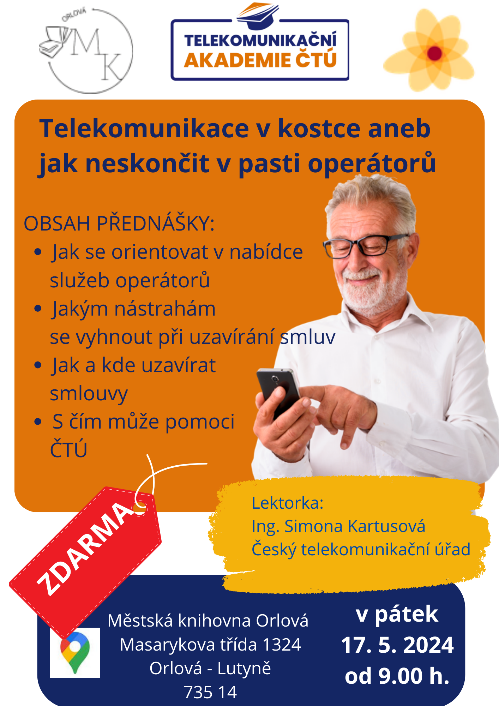 ORLOVÁ
MK
TELEKOMUNIKAČNÍ
AKADEMIE ČTÚ
Telekomunikace v kostce aneb
jak neskončit v pasti operátorů
OBSAH PŘEDNÁŠKY:
• Jak se orientovat v nabídce
služeb operátorů
• Jakým nástrahám
se vyhnout při uzavírání smluv
• Jak a kde uzavírat
smlouvy
• S čím může pomoci
ČTÚ
Lektorka:
Ing. Simona Kartusová
Český telekomunikační úřad
ZDARMA
Městská knihovna Orlová
Masarykova třída 1324
Orlová - Lutyně
735 14
v pátek
17. 5. 2024
od 9.00 h.